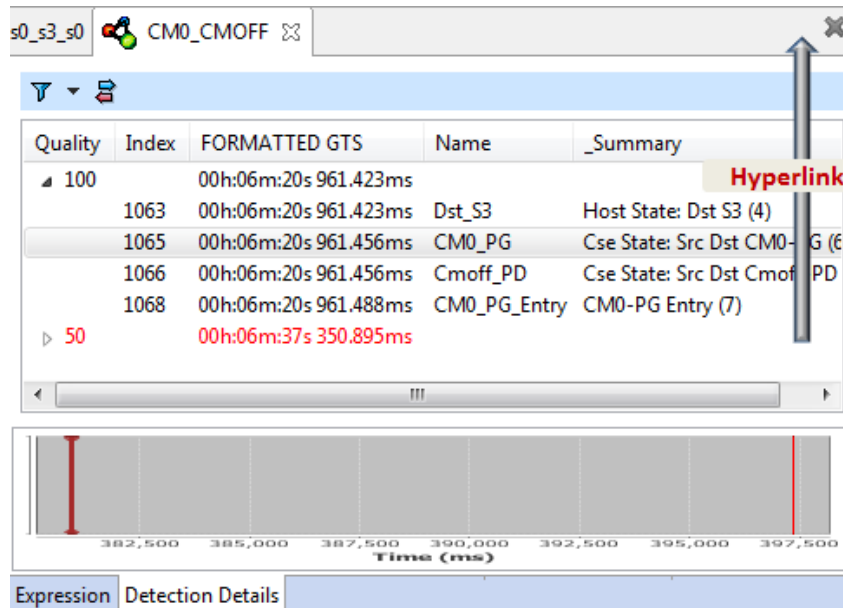 s0_s3_s0 CM0_CMOFF
Quality Index FORMATTED GTS Name _Summary
100 00h:06m:20s 961.423ms Hyperlink
1063 00h:06m:20s 961.423ms Dst_S3 Host State: Dst S3 (4)
1065 00h:06m:20s 961.456ms CM0_PG Cse State: Src Dst CM0- G (6
1066 00h:06m:20s 961.456ms Cmoff_PD Cse State: Src Dst Cmof PD
1068 00h:06m:20s 961.488ms CM0_PG_Entry CM0-PG Entry (7)
50 00h:06m:37s 350.895ms
382,500 385,000 387,500 390,000 392,500 395,000 397,500
Time (ms)
Expression Detection Details